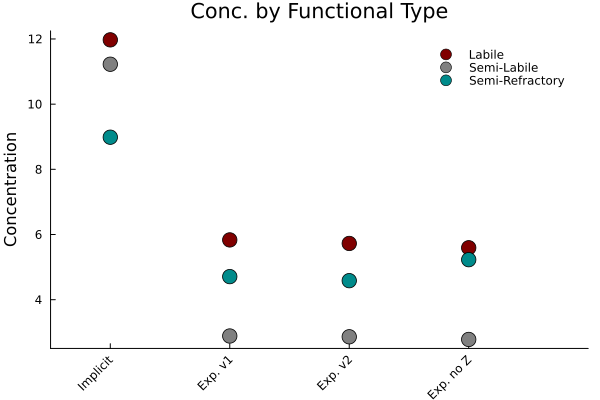 Conc. by Functional Type
Concentration
12
10
8
6
4
Labile
Semi-Labile
Semi-Refractory
Implicit
Exp. v1
Exp. v2
Exp. no Z